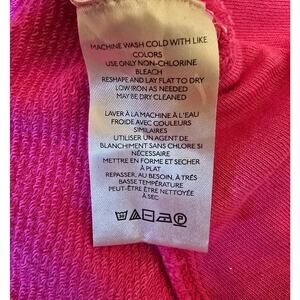 MACHINE WASH COLD WITH LIKE
COLORS
USE ONLY NON-CHLORINE
BLEACH
RESHAPE AND LAY FLAT TO DRY
LOW IRON AS NEEDED
MAY BE DRY CLEANED
LAVER À LA MACHINE À L'EAU
FROIDE AVEC COULEURS
SIMILAIRES
UTILISER UN AGENT DE
BLANCHIMENT SANS CHLORE SI
NÉCESSAIRE
METTRE EN FORME ET SECHER
À PLAT
REPASSER, AU BESOIN, À TRÈS
BASSE TEMPÉRATURE
PEUT-ÊTRE ÊTRE NETTOYÉE
À SEC